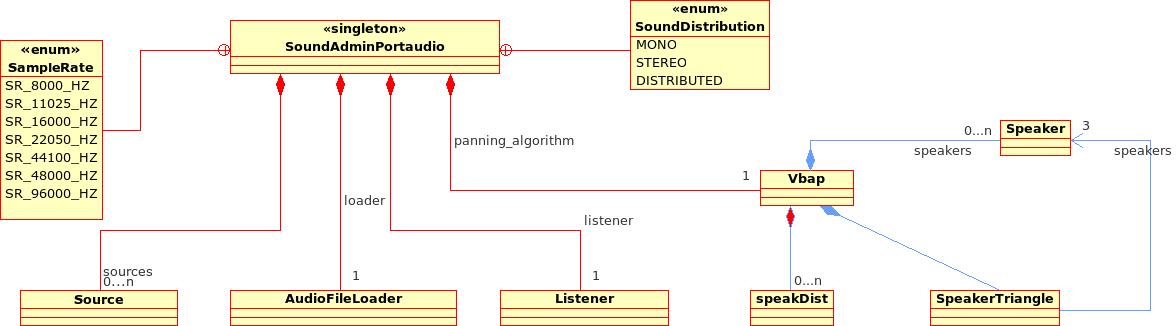 «enum»
SampleRate
SR_8000_HZ
SR_11025_HZ
SR_16000_HZ
SR_22050_HZ
SR_44100_HZ
SR_48000_HZ
SR_96000_HZ
«singleton»
SoundAdminPortaudio
«enum»
SoundDistribution
MONO
STEREO
DISTRIBUTED
panning_algorithm
1
0...n
speakers
Speaker
3
speakers
Vbap
loader
listener
sources
0...n
1
1
0...n
Source
AudioFileLoader
Listener
speakDist
SpeakerTriangle